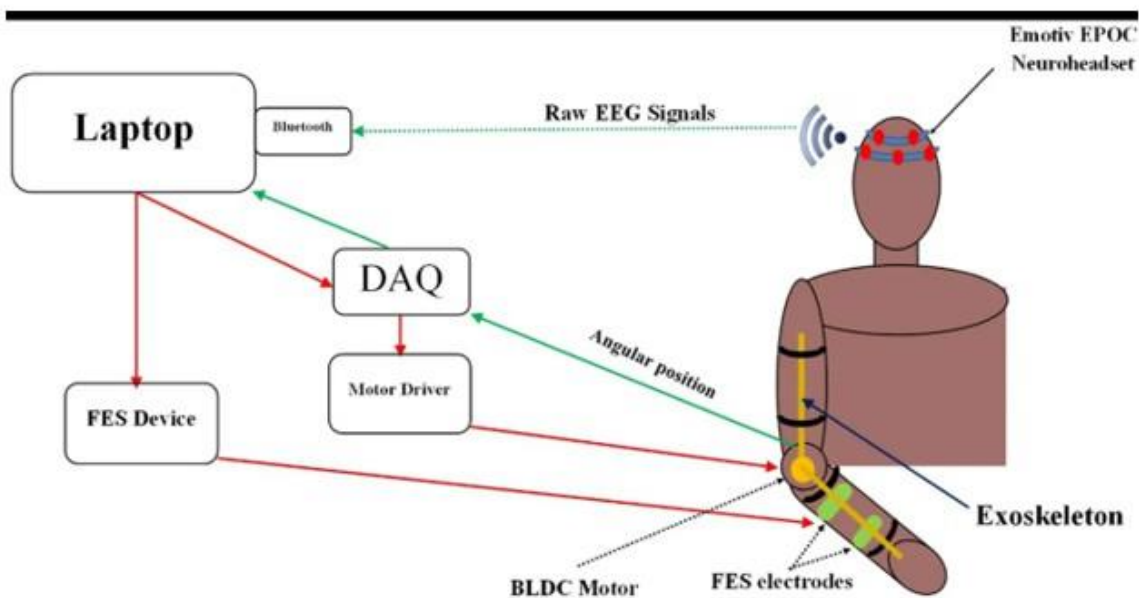 Emotiv EPOC
Neuroheadset
Laptop
Bluetooth
Raw EEG Signals
DAQ
Angular position
Motor Driver
FES Device
Exoskeleton
BLDC Motor
FES electrodes